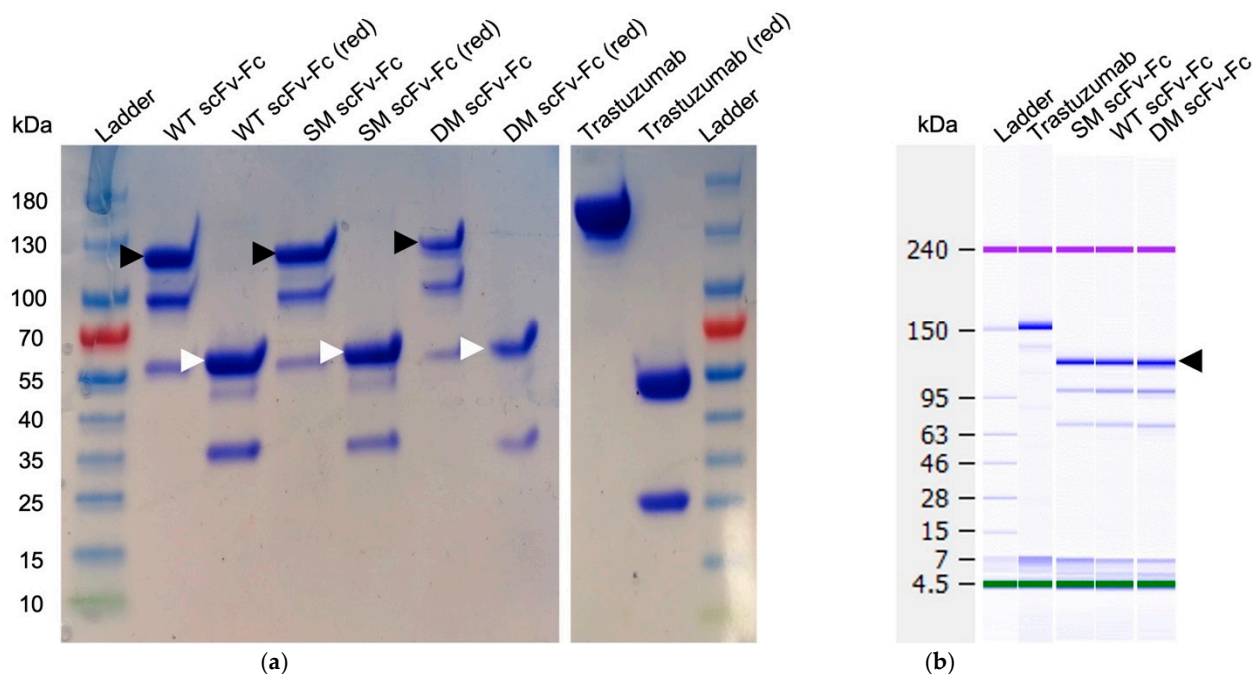 kDa
Ladder
WT scFv-Fc
WT scFv-Fc (red)
SM scFv-Fc
SM scFv-Fc (red)
DM scFv-Fc
DM scFv-Fc (red)
Trastuzumab
Trastuzumab (red)
Ladder
180
130
100
70
55
40
35
25
15
10
(a)
kDa
Ladder
Trastuzumab
SM scFv-Fc
WT scFv-Fc
DM scFv-Fc
240
150
95
63
46
28
15
7
4.5
(b)